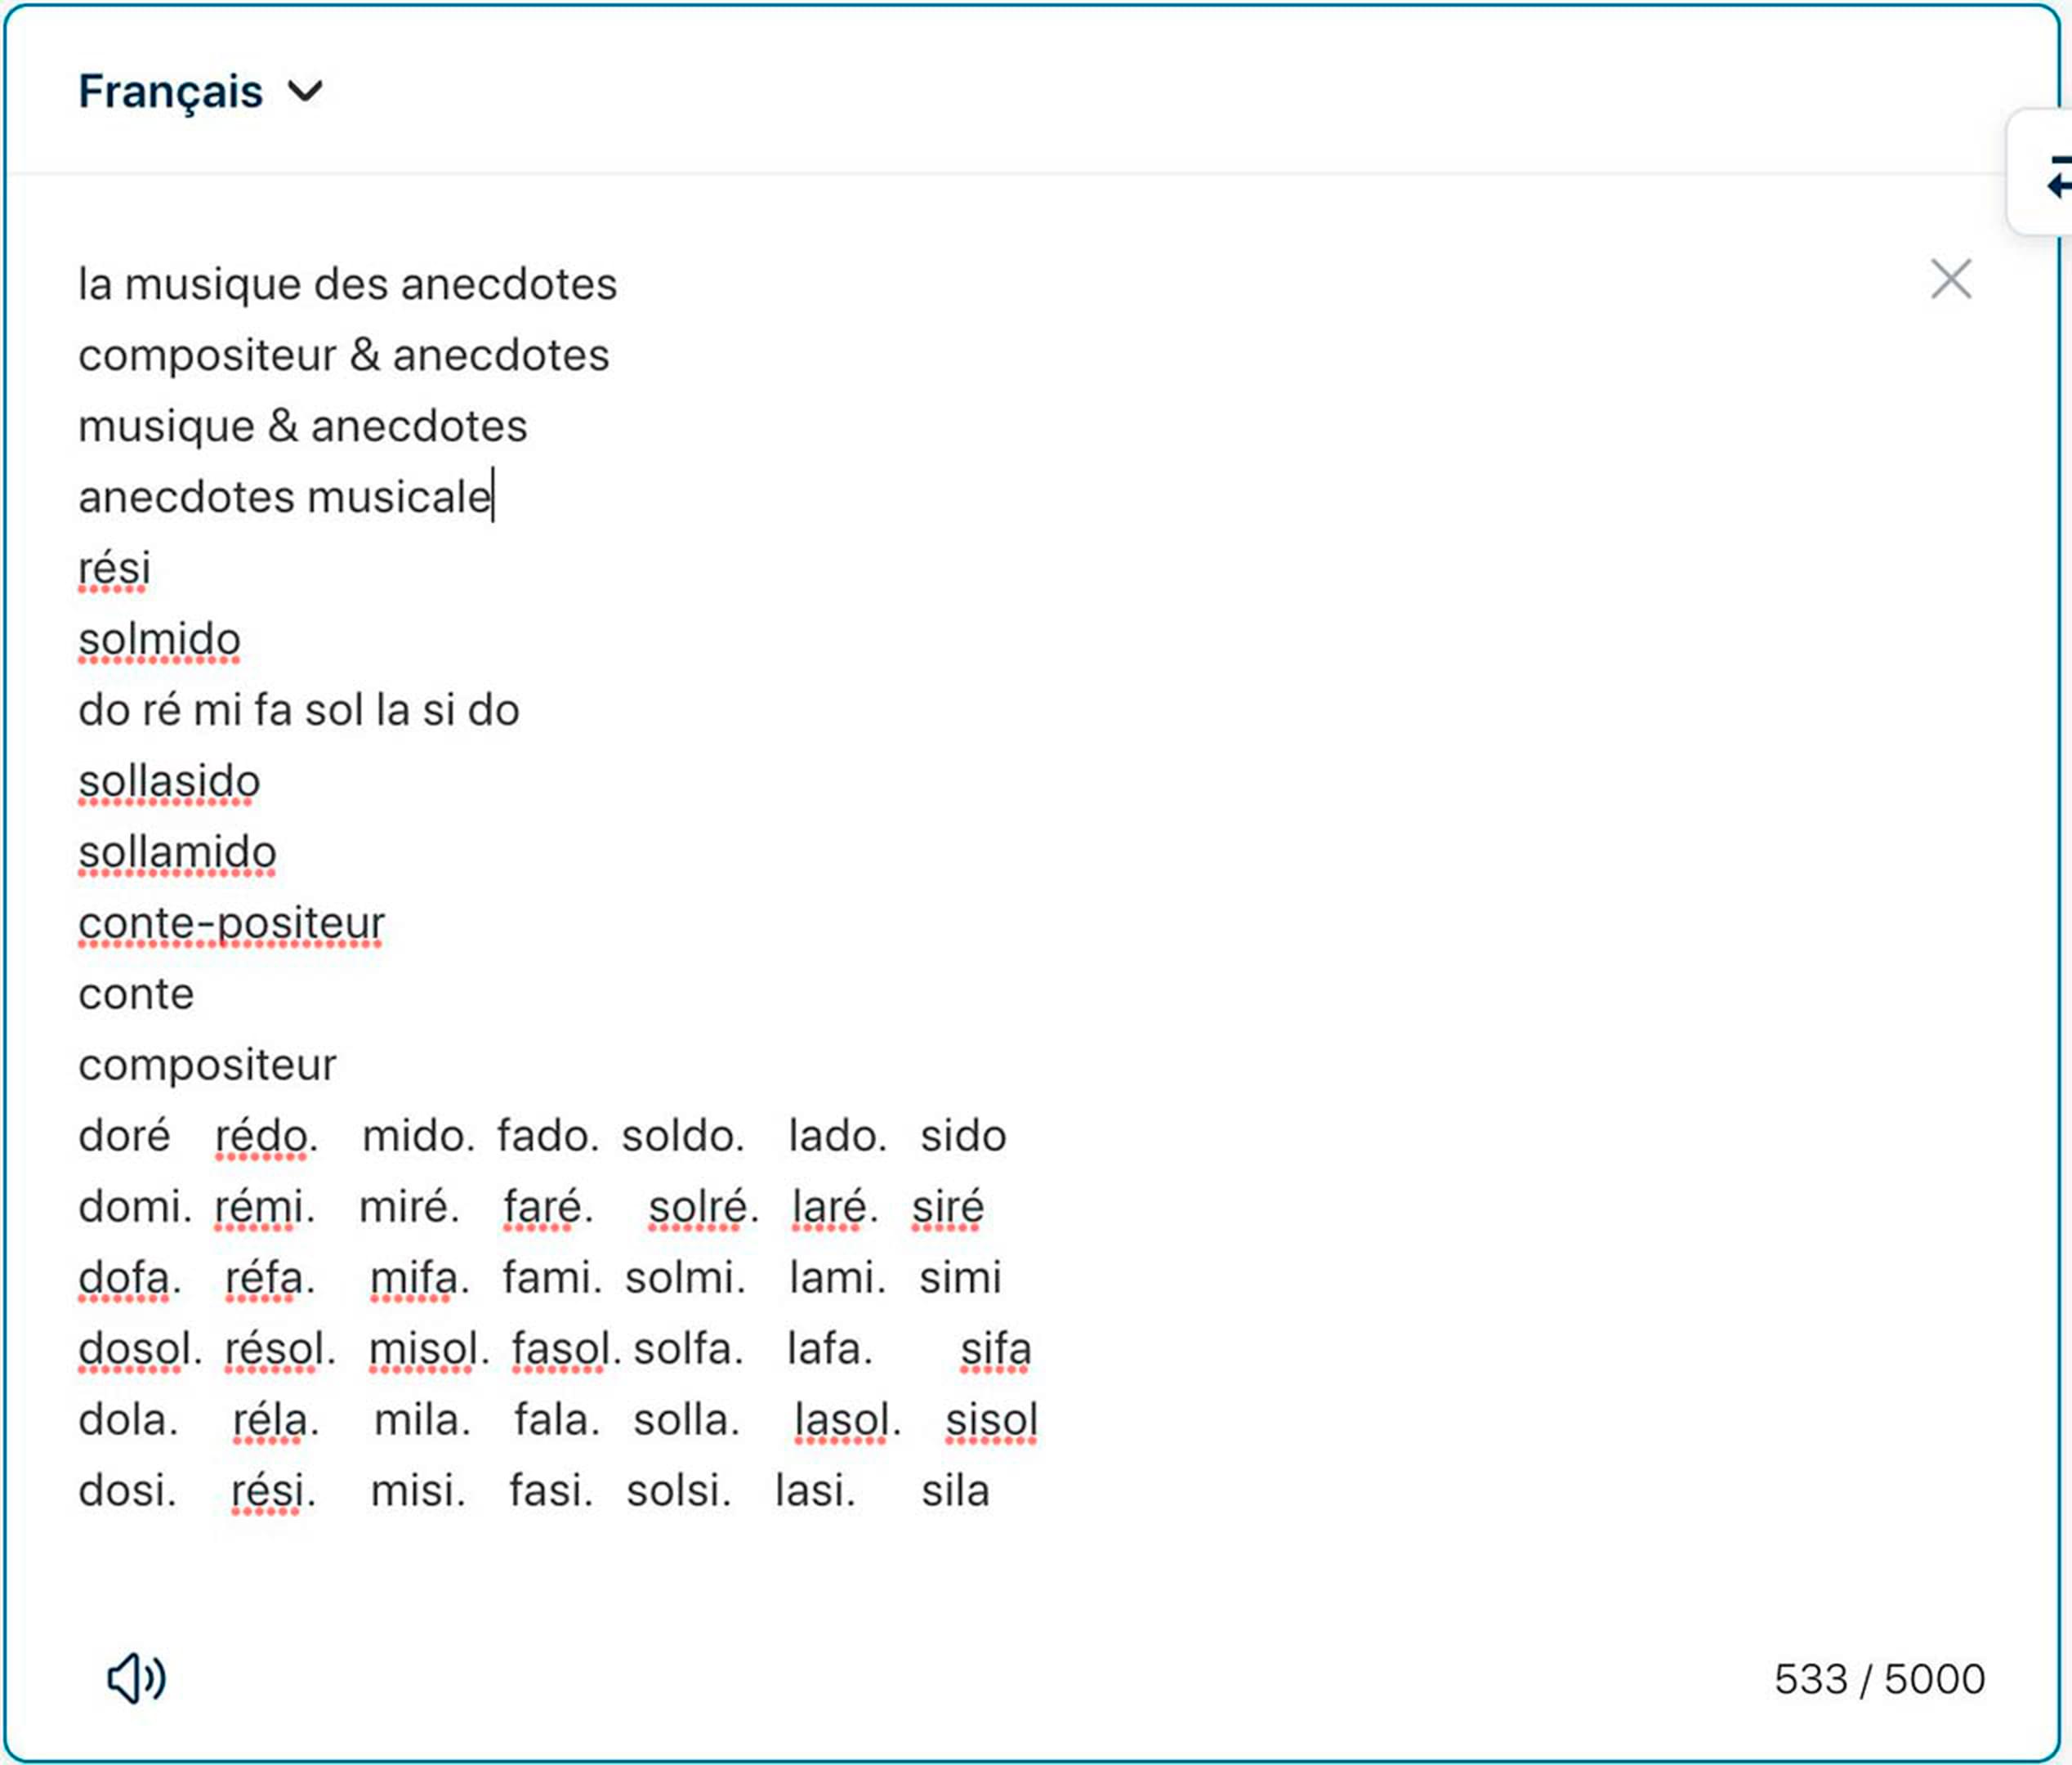 Français
la musique des anecdotes
compositeur & anecdotes
musique & anecdotes
anecdotes musicale
rési
solmido
do ré mi fa sol la si do
sollasido
sollamido
conte-positeur
conte
compositeur
doré rédo. mido. fado. soldo. lado. sido
domi. rémi. miré. faré. solré. laré. siré
dofa. réfa. mifa. fami. solmi. lami. simi
dosol. résol. misol. fasol. solfa. lafa. sifa
dola. réla. mila. fala. solla. lasol. sisol
dosi. rési. misi. fasi. solsi. lasi. sila
533 / 5000